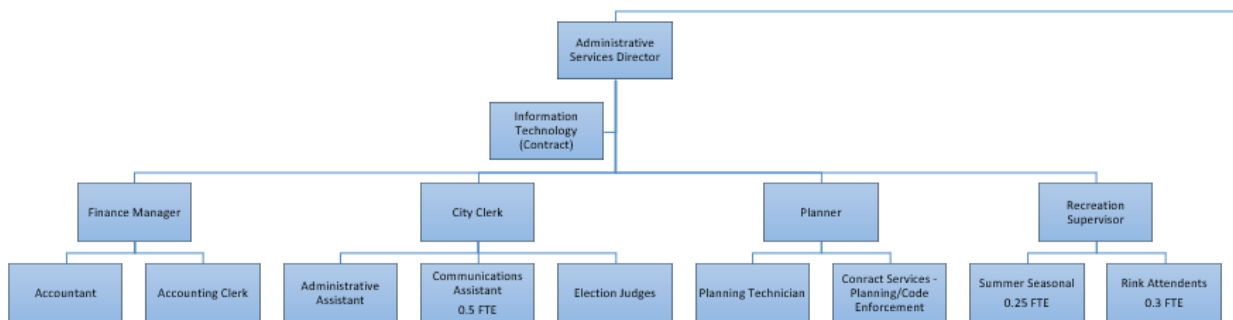 Administrative
Services Director
Information
Technology
(Contract)
Finance Manager
City Clerk
Planner
Recreation
Supervisor
Accountant
Accounting Clerk
Administrative
Assistant
Communications
Assistant
0.5 FTE
Election Judges
Planning Technician
Conract Services -
Planning/Code
Enforcement
Summer Seasonal
0.25 FTE
Rink Attendents
0.3 FTE